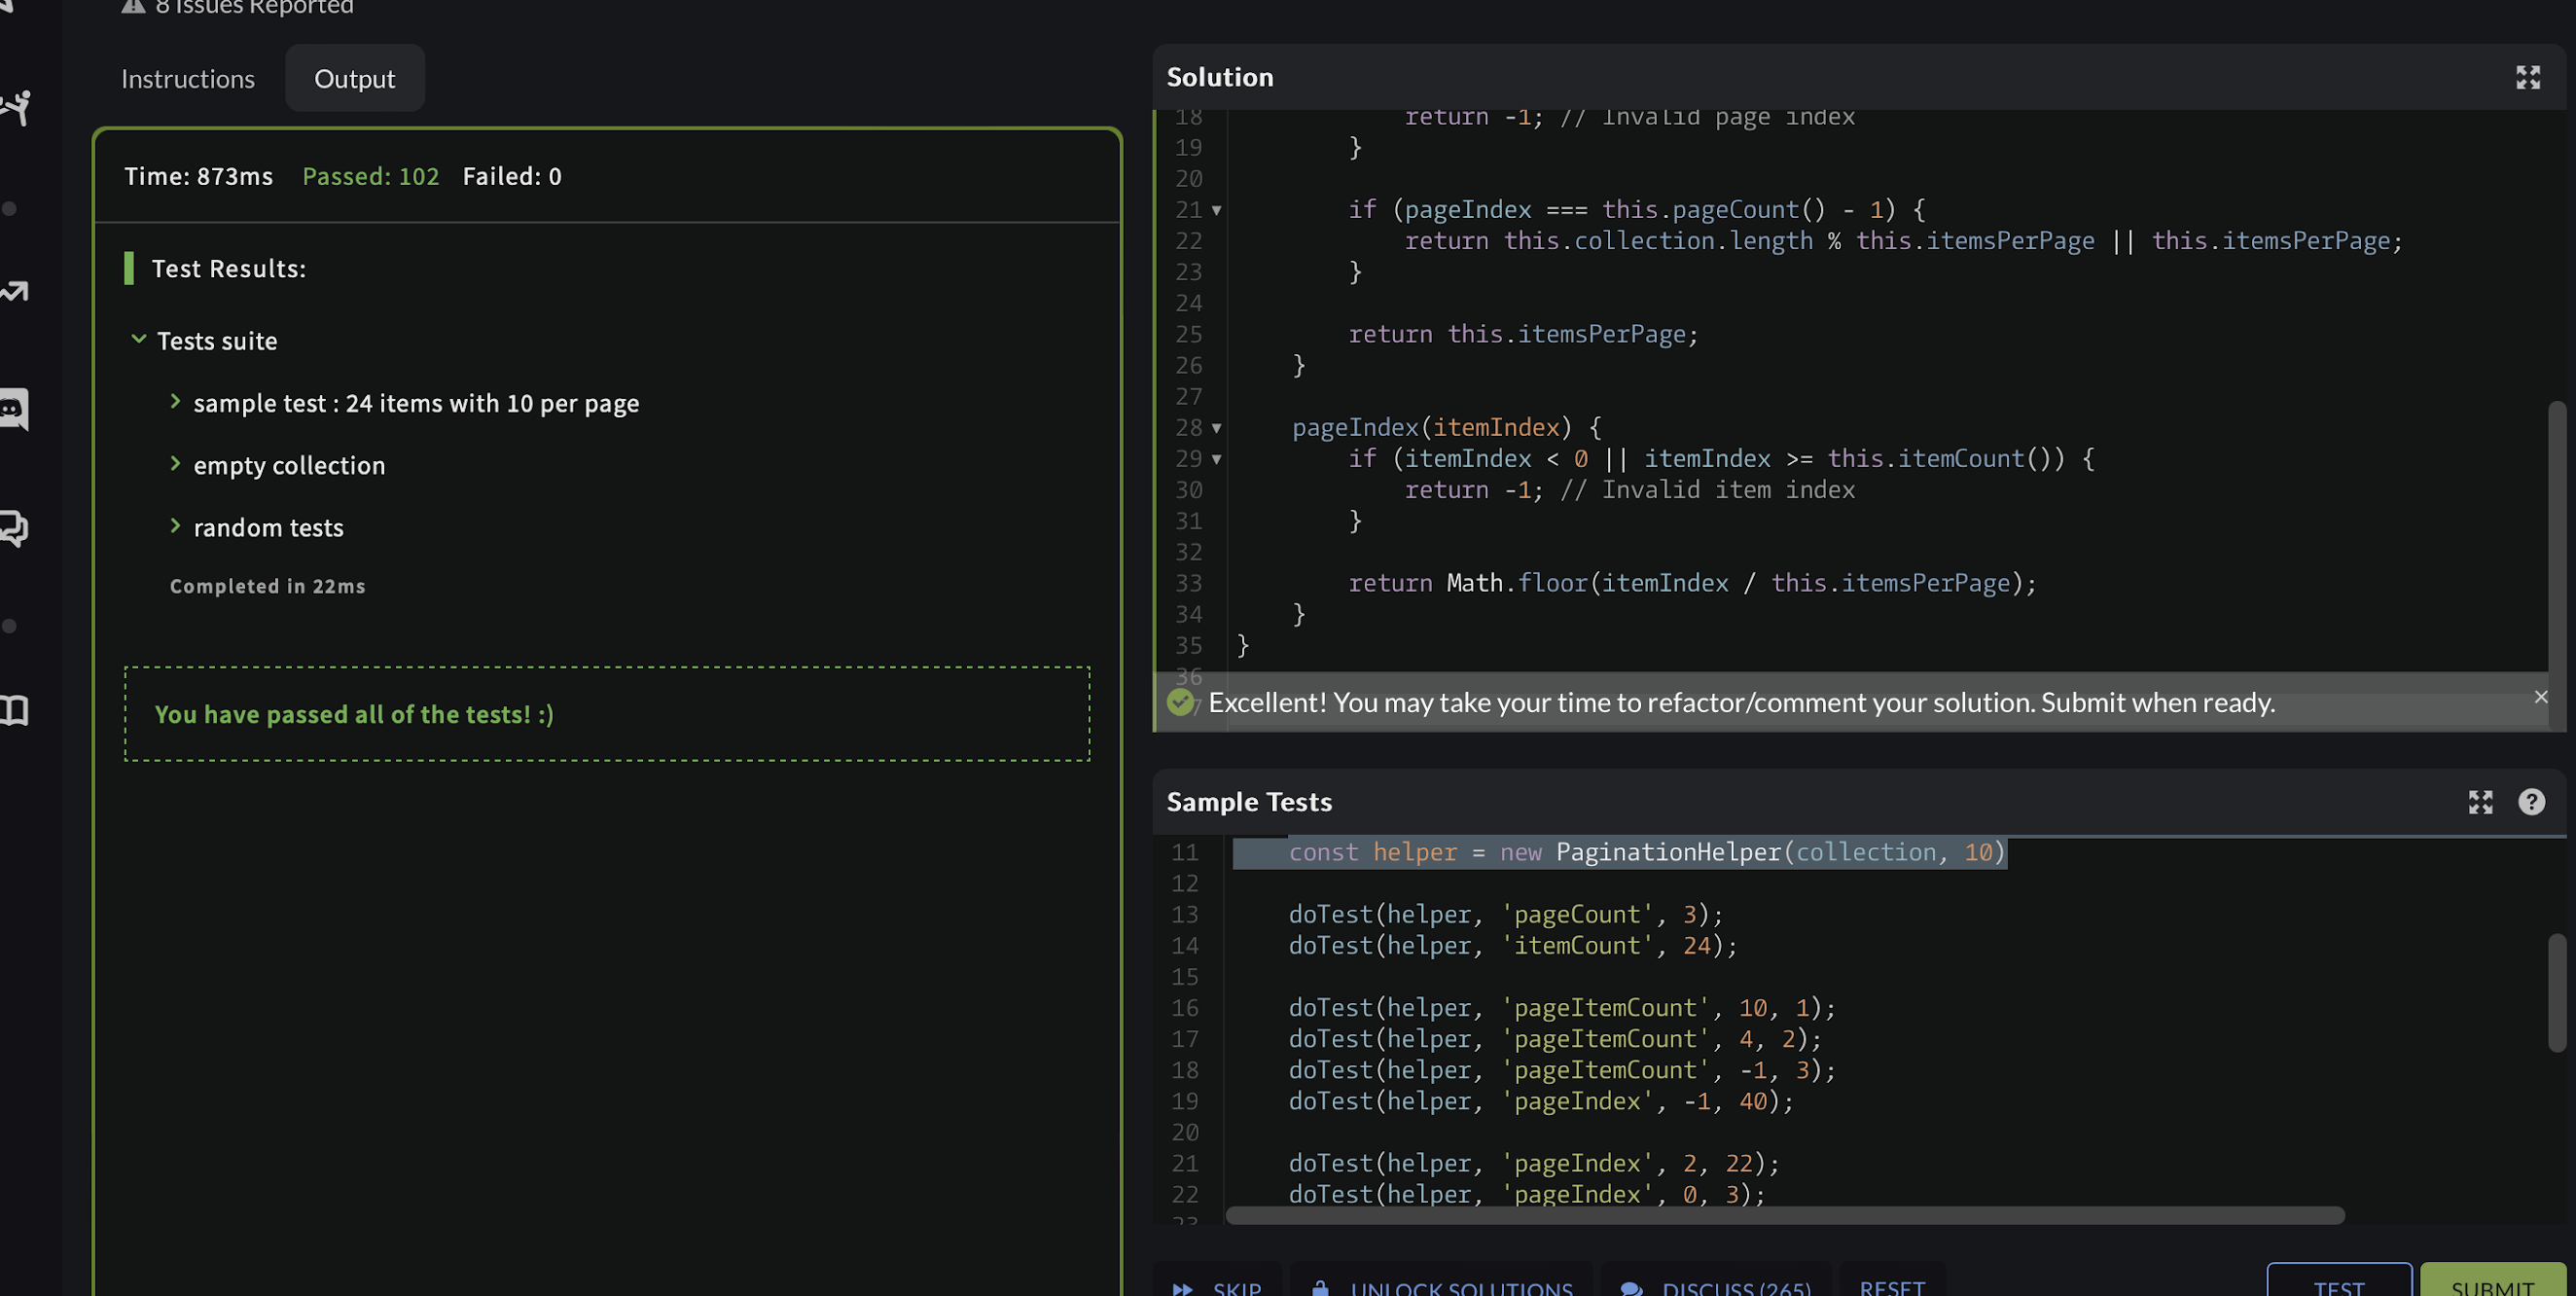 8 Issues Reported
Instructions
Output
Time: 873ms Passed: 102 Failed: 0
Test Results:
Tests suite
sample test : 24 items with 10 per page
empty collection
random tests
Completed in 22ms
You have passed all of the tests! :)
Solution
18 return -1; // Invalid page index
19 }
20
21 if (pageIndex === this.pageCount() - 1) {
22 return this.collection.length % this.itemsPerPage || this.itemsPerPage;
23 }
24
25 return this.itemsPerPage;
26 }
27
28 pageIndex(itemIndex) {
29 if (itemIndex < 0 || itemIndex >= this.itemCount()) {
30 return -1; // Invalid item index
31 }
32
33 return Math.floor(itemIndex / this.itemsPerPage);
34 }
35 }
36
Excellent! You may take your time to refactor/comment your solution. Submit when ready.
Sample Tests
11 const helper = new PaginationHelper(collection, 10)
12
13 doTest(helper, 'pageCount', 3);
14 doTest(helper, 'itemCount', 24);
15
16 doTest(helper, 'pageItemCount', 10, 1);
17 doTest(helper, 'pageItemCount', 4, 2);
18 doTest(helper, 'pageItemCount', -1, 3);
19 doTest(helper, 'pageIndex', -1, 40);
20
21 doTest(helper, 'pageIndex', 2, 22);
22 doTest(helper, 'pageIndex', 0, 3);
23
SKIP
UNLOCK SOLUTIONS
DISCUSS (265)
RESET
TEST
SUBMIT